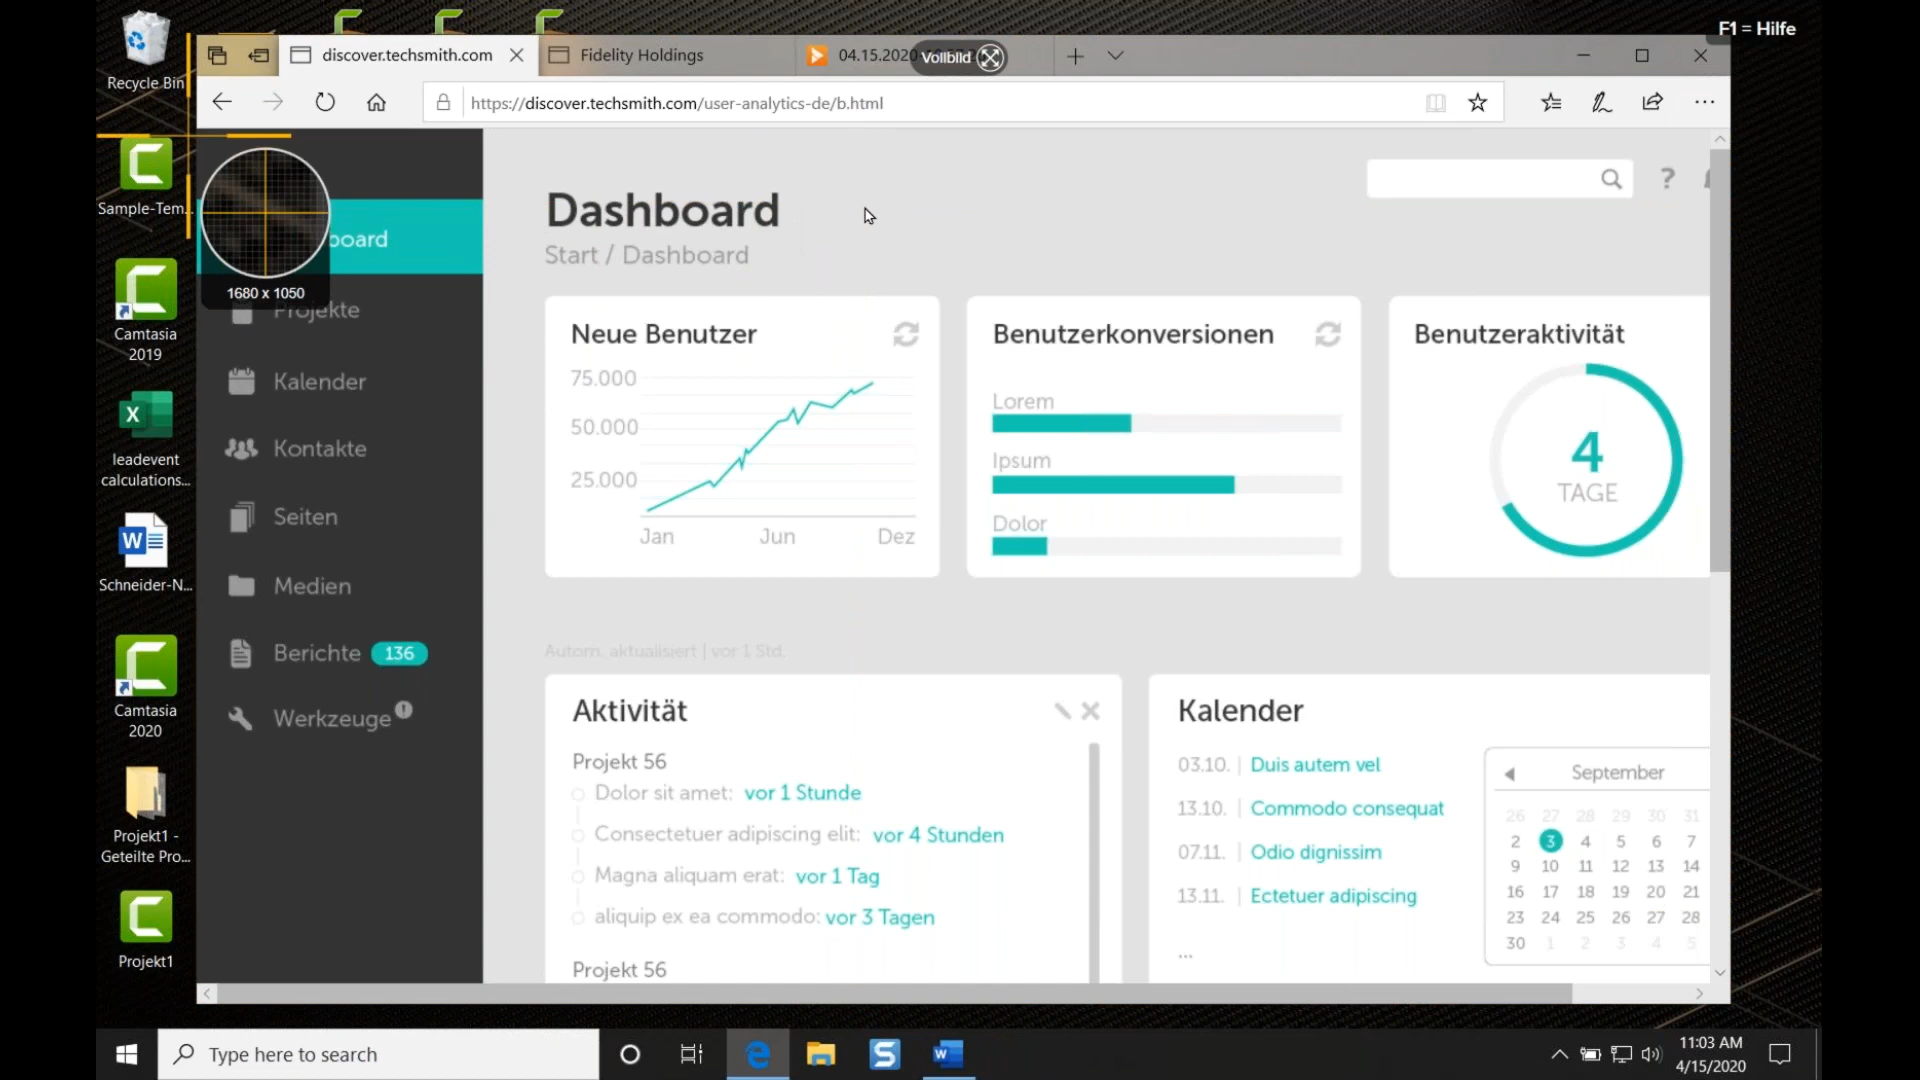 F1 = Hilfe
Recycle Bin
Sample-Tem...
Camtasia
2019
X
leadevent
calculations...
W
Schneider-N...
Camtasia
2020
Projekt1 -
Geteilte Pro...
Projekt1
discover.techsmith.com
Fidelity Holdings
04.15.2020
Vollbild
https://discover.techsmith.com/user-analytics-de/b.html
1680 x 1050
board
Projekte
Kalender
Kontakte
Seiten
Medien
Berichte 136
Werkzeuge !
Dashboard
Start / Dashboard
?
Neue Benutzer
75.000
50.000
25.000
Jan Jun Dez
Benutzerkonversionen
Lorem
Ipsum
Dolor
Benutzeraktivität
4
TAGE
Autom. aktualisiert | vor 1 Std.
Aktivität
Projekt 56
Dolor sit amet: vor 1 Stunde
Consectetuer adipiscing elit: vor 4 Stunden
Magna aliquam erat: vor 1 Tag
aliquip ex ea commodo: vor 3 Tagen
Projekt 56
Kalender
03.10. | Duis autem vel
13.10. | Commodo consequat
07.11. | Odio dignissim
13.11. | Ectetuer adipiscing
...
September
26 27 28 29 30 31
2 3 4 5 6 7
9 10 11 12 13 14
16 17 18 19 20 21
23 24 25 26 27 28
30 1 2 3 4 5
Type here to search
S
W
11:03 AM
4/15/2020